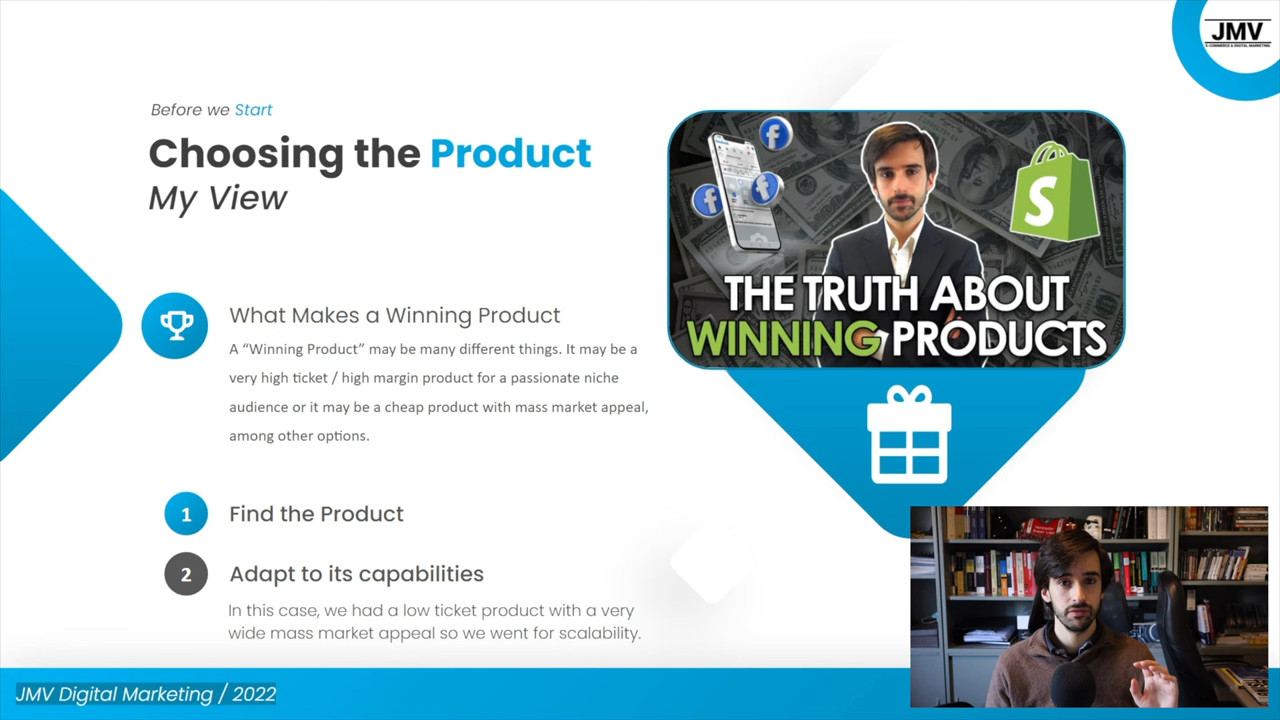 JMV
E-COMMERCE & DIGITAL MARKETING
Before we Start
Choosing the Product
My View
THE TRUTH ABOUT
WINNING PRODUCTS
What Makes a Winning Product
A “Winning Product” may be many different things. It may be a
very high ticket / high margin product for a passionate niche
audience or it may be a cheap product with mass market appeal,
among other options.
1 Find the Product
2 Adapt to its capabilities
In this case, we had a low ticket product with a very
wide mass market appeal so we went for scalability.
JMV Digital Marketing / 2022